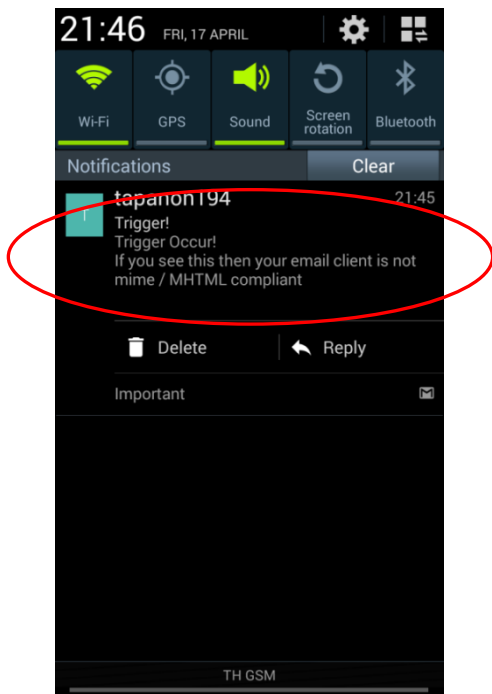 21:46 FRI, 17 APRIL
Wi-Fi GPS Sound Screen rotation Bluetooth
Notifications Clear
T tapanon194 21:45
Trigger!
Trigger Occur!
If you see this then your email client is not
mime / MHTML compliant
Delete Reply
Important
TH GSM